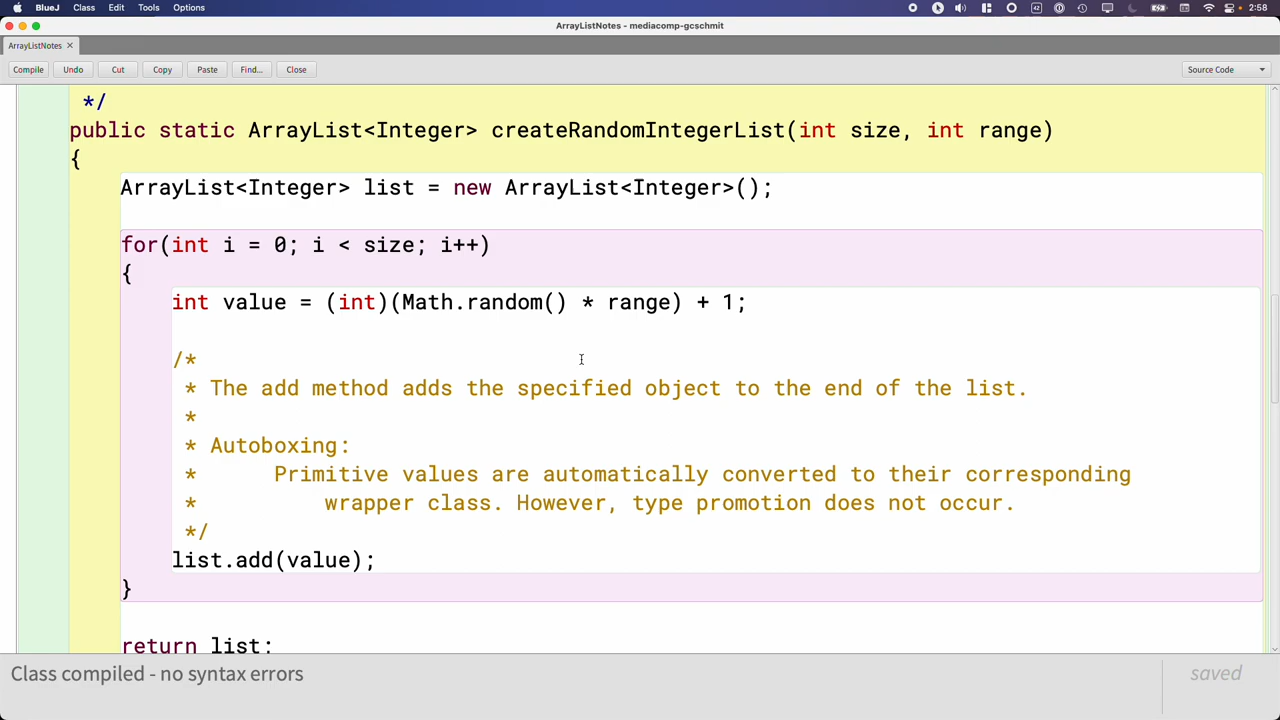 BlueJ Class Edit Tools Options 42 2:58
ArrayListNotes - mediacomp-gcschmit
ArrayListNotes ×
Compile Undo Cut Copy Paste Find... Close Source Code
*/
public static ArrayList<Integer> createRandomIntegerList(int size, int range)
{
ArrayList<Integer> list = new ArrayList<Integer>();
for(int i = 0; i < size; i++)
{
int value = (int)(Math.random() * range) + 1;
/*
* The add method adds the specified object to the end of the list.
*
* Autoboxing:
* Primitive values are automatically converted to their corresponding
* wrapper class. However, type promotion does not occur.
*/
list.add(value);
}
return list;
Class compiled - no syntax errors saved